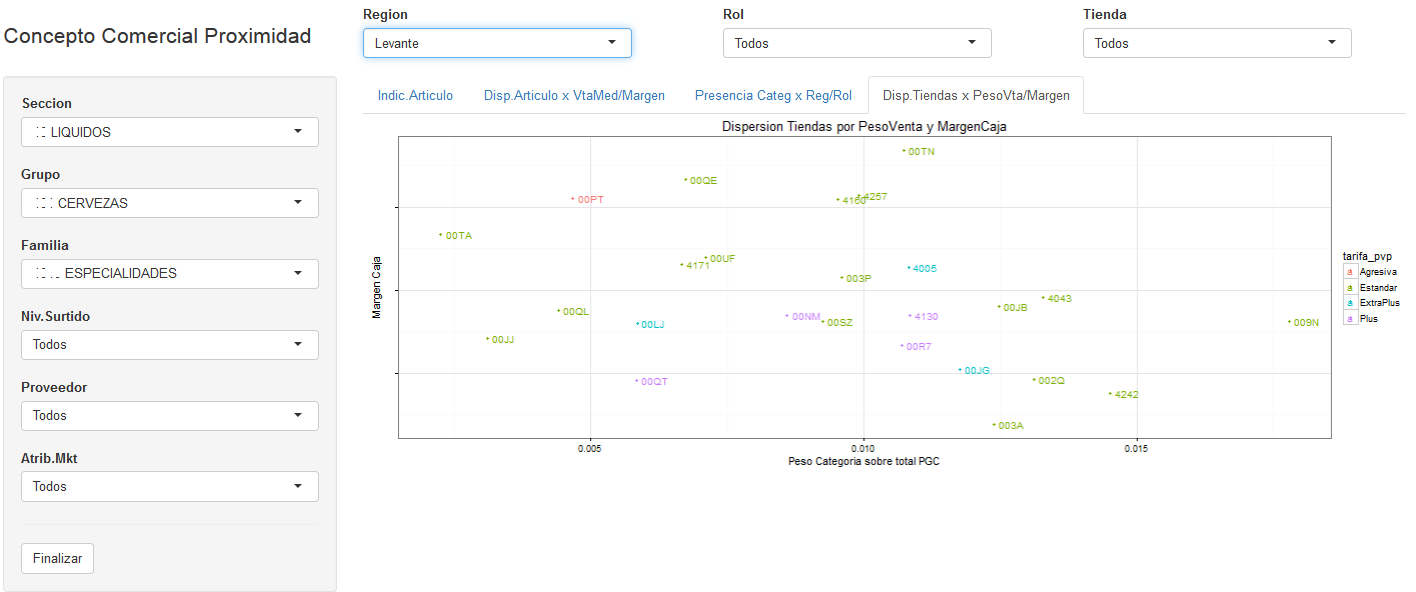 Concepto Comercial Proximidad
Region
Levante
Rol
Todos
Tienda
Todos
Seccion
LIQUIDOS
Grupo
CERVEZAS
Familia
ESPECIALIDADES
Niv.Surtido
Todos
Proveedor
Todos
Atrib.Mkt
Todos
Finalizar
Indic.Articulo
Disp.Articulo x VtaMed/Margen
Presencia Categ x Reg/Rol
Disp.Tiendas x PesoVta/Margen
Dispersion Tiendas por PesoVenta y MargenCaja
Margen Caja
00TN
00QE
00PT
4160
4257
00TA
00UF
4171
4005
003P
4043
00JB
00QL
00LJ
00NM
00SZ
4130
009N
00JJ
00R7
00JG
00QT
002Q
4242
003A
0.005
0.010
0.015
Peso Categoria sobre total PGC
tarifa_pvp
a Agresiva
a Estandar
a ExtraPlus
a Plus